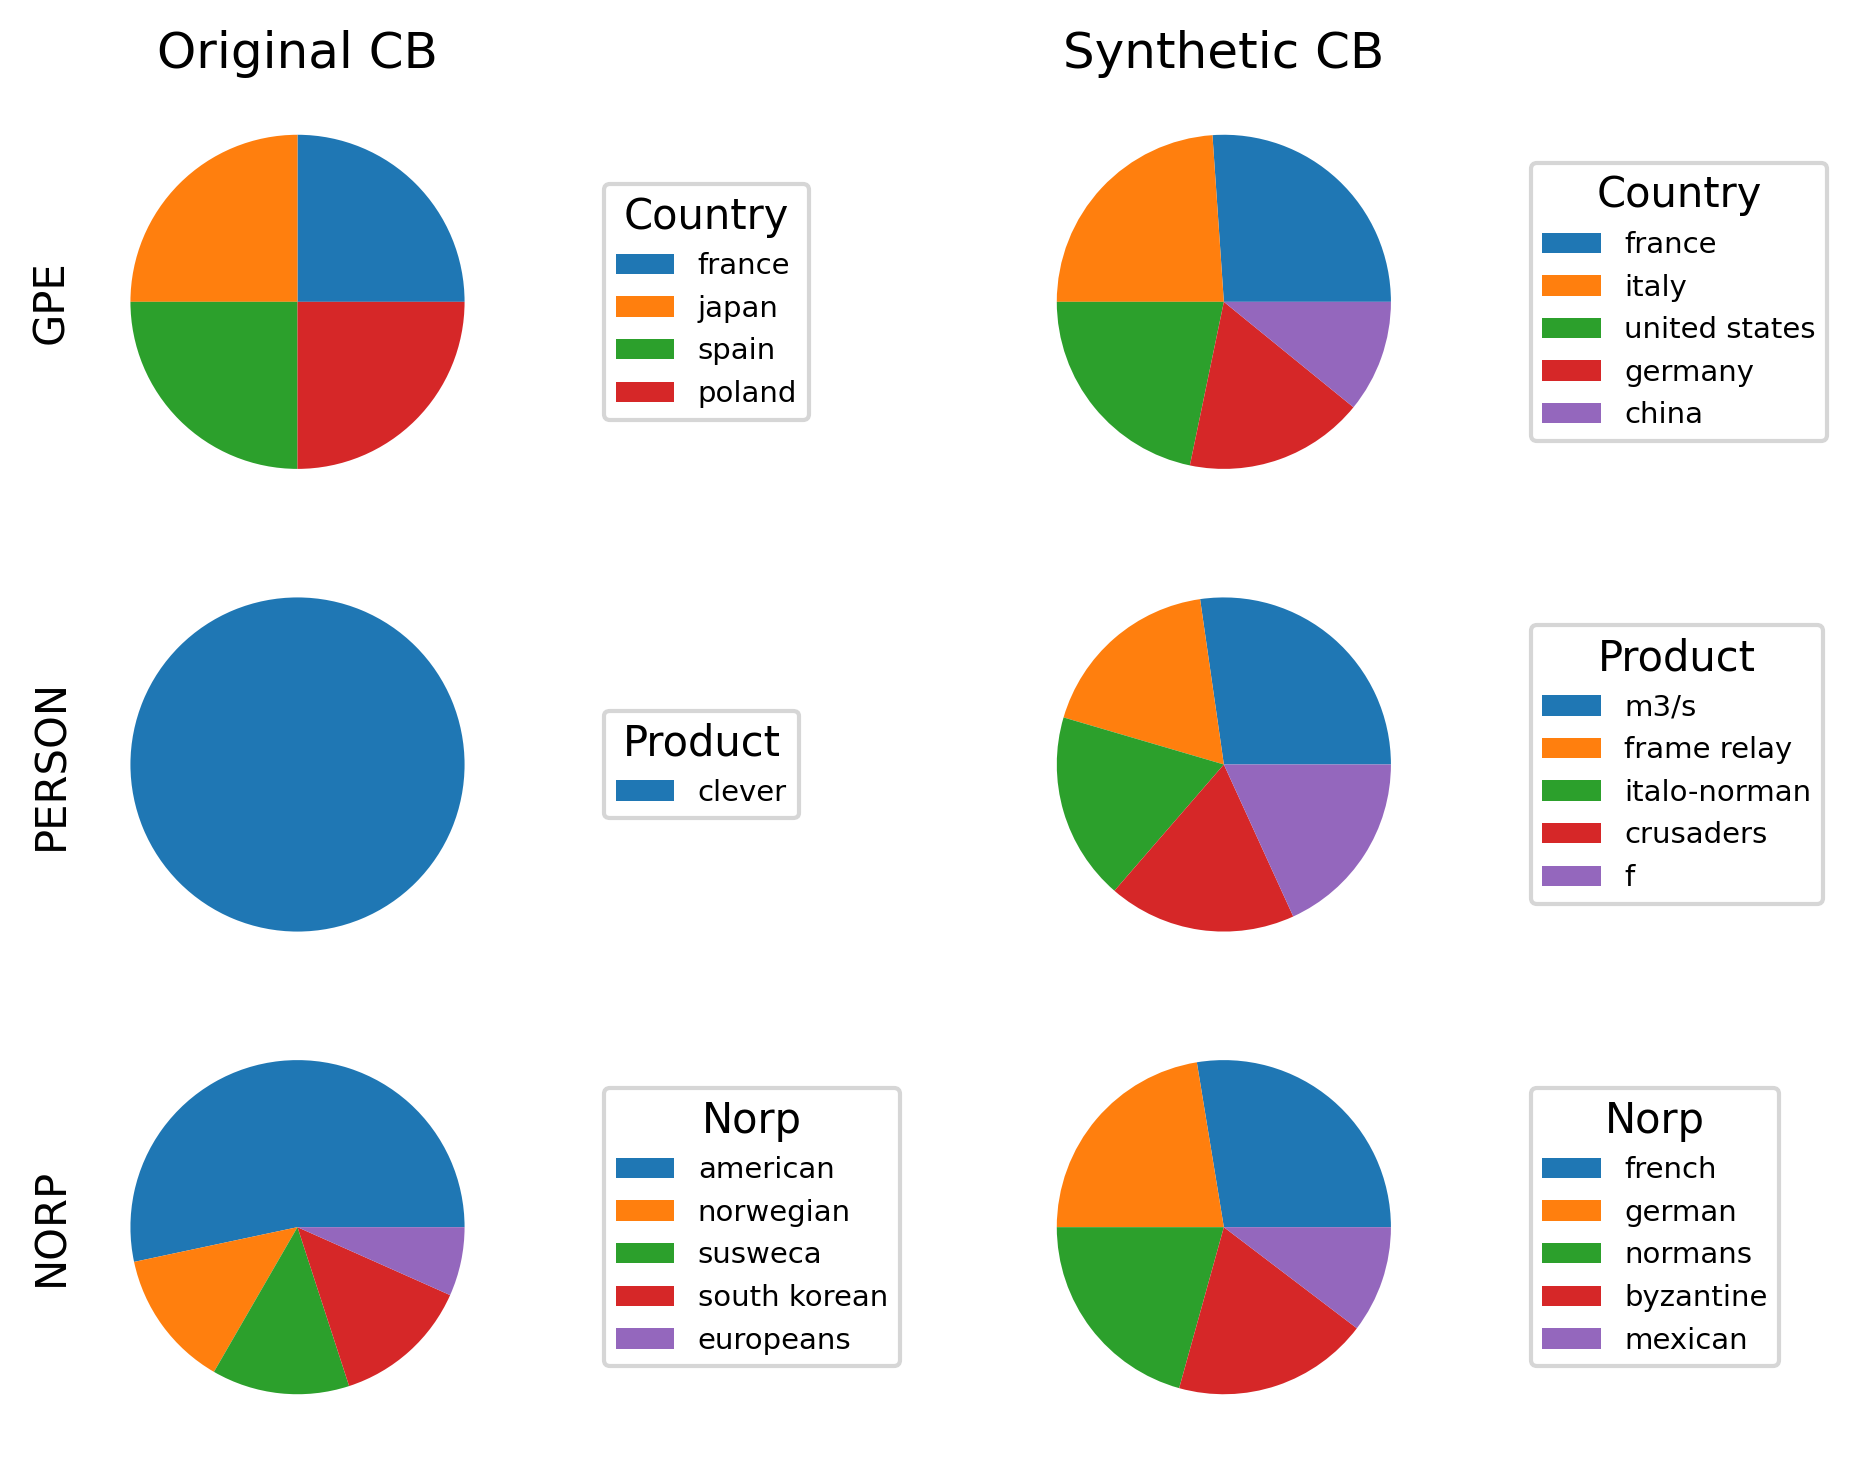 Original CB
Synthetic CB
GPE
Country
france
japan
spain
poland
Country
france
italy
united states
germany
china
PERSON
Product
clever
Product
m3/s
frame relay
italo-norman
crusaders
f
NORP
Norp
american
norwegian
susweca
south korean
europeans
Norp
french
german
normans
byzantine
mexican